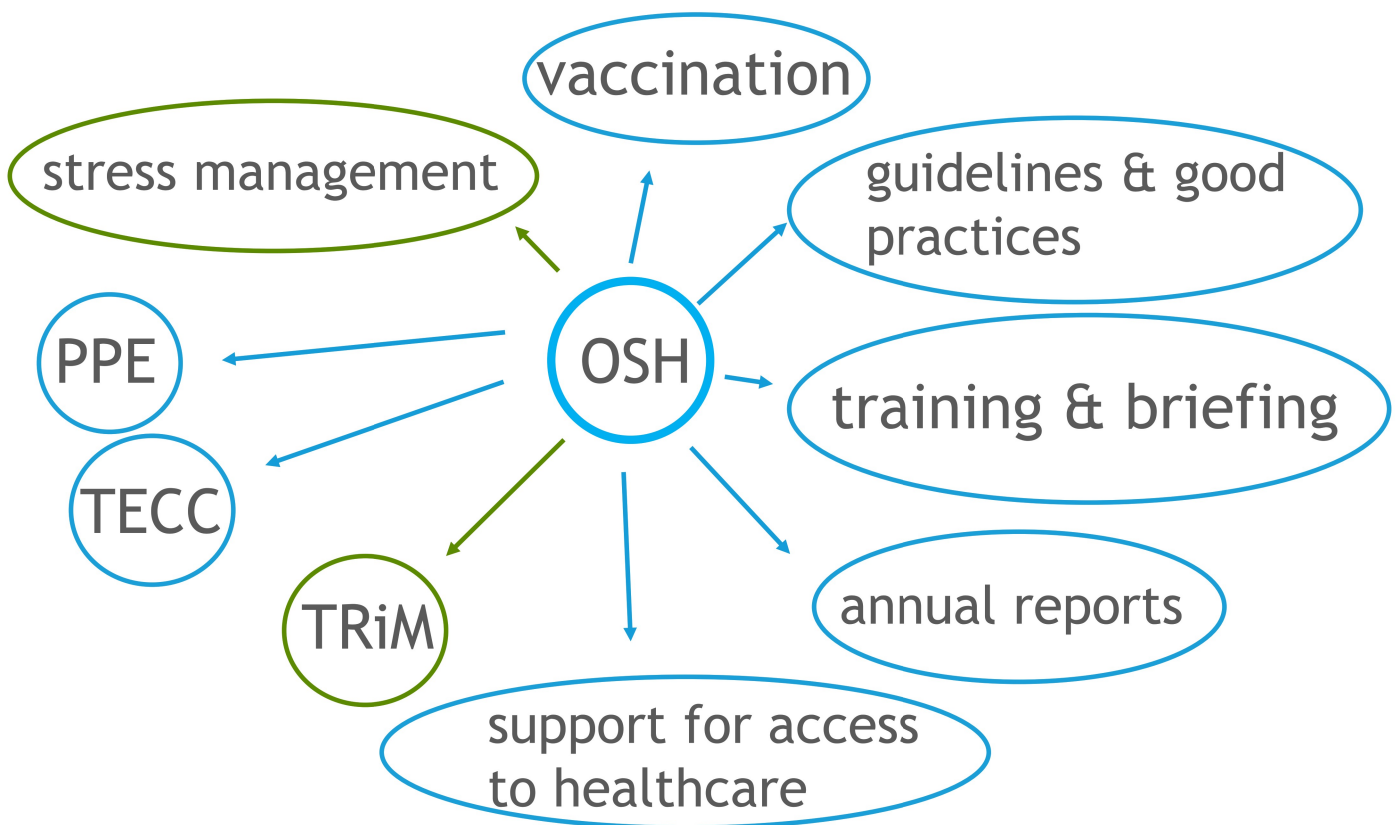 vaccination
stress management
guidelines & good
practices
PPE
OSH
training & briefing
TECC
annual reports
TRiM
support for access
to healthcare